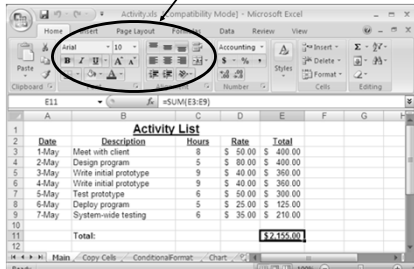 Activity.xls [Compatibility Mode] - Microsoft Excel
Home Insert Page Layout Formulas Data Review View
Paste
Arial 10
B I U A A
A
Accounting
$ % ,
Styles
Insert
Delete
Format
Σ
Clipboard Font Alignment Number Cells Editing
E11 fx =SUM(E3:E9)
A B C D E F G H
1 Activity List
2 Date Description Hours Rate Total
3 1-May Meet with client 8 $ 50.00 $ 400.00
4 2-May Design program 5 $ 80.00 $ 400.00
5 3-May Write initial prototype 9 $ 40.00 $ 360.00
6 4-May Write initial prototype 9 $ 40.00 $ 360.00
7 5-May Test prototype 6 $ 50.00 $ 300.00
8 6-May Deploy program 5 $ 25.00 $ 125.00
9 7-May System-wide testing 6 $ 35.00 $ 210.00
10
11 Total: $2,155.00
12
Main Copy Cells ConditionalFormat Chart
Ready 100%